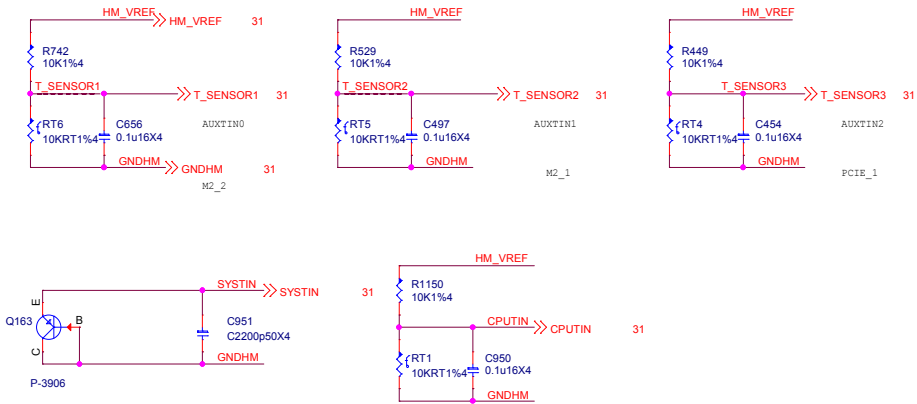 HM_VREF
HM_VREF 31
R742
10K1%4
T_SENSOR1
T_SENSOR1 31
RT6
10KRT1%4
C656
0.1u16X4
AUXTIN0
GNDHM
GNDHM 31
M2_2
HM_VREF
R529
10K1%4
T_SENSOR2
T_SENSOR2 31
RT5
10KRT1%4
C497
0.1u16X4
AUXTIN1
GNDHM
M2_1
HM_VREF
R449
10K1%4
T_SENSOR3
T_SENSOR3 31
RT4
10KRT1%4
C454
0.1u16X4
AUXTIN2
GNDHM
PCIE_1
SYSTIN
SYSTIN 31
E
Q163
B
C
C951
C2200p50X4
GNDHM
P-3906
HM_VREF
R1150
10K1%4
CPUTIN
CPUTIN 31
RT1
10KRT1%4
C950
0.1u16X4
GNDHM